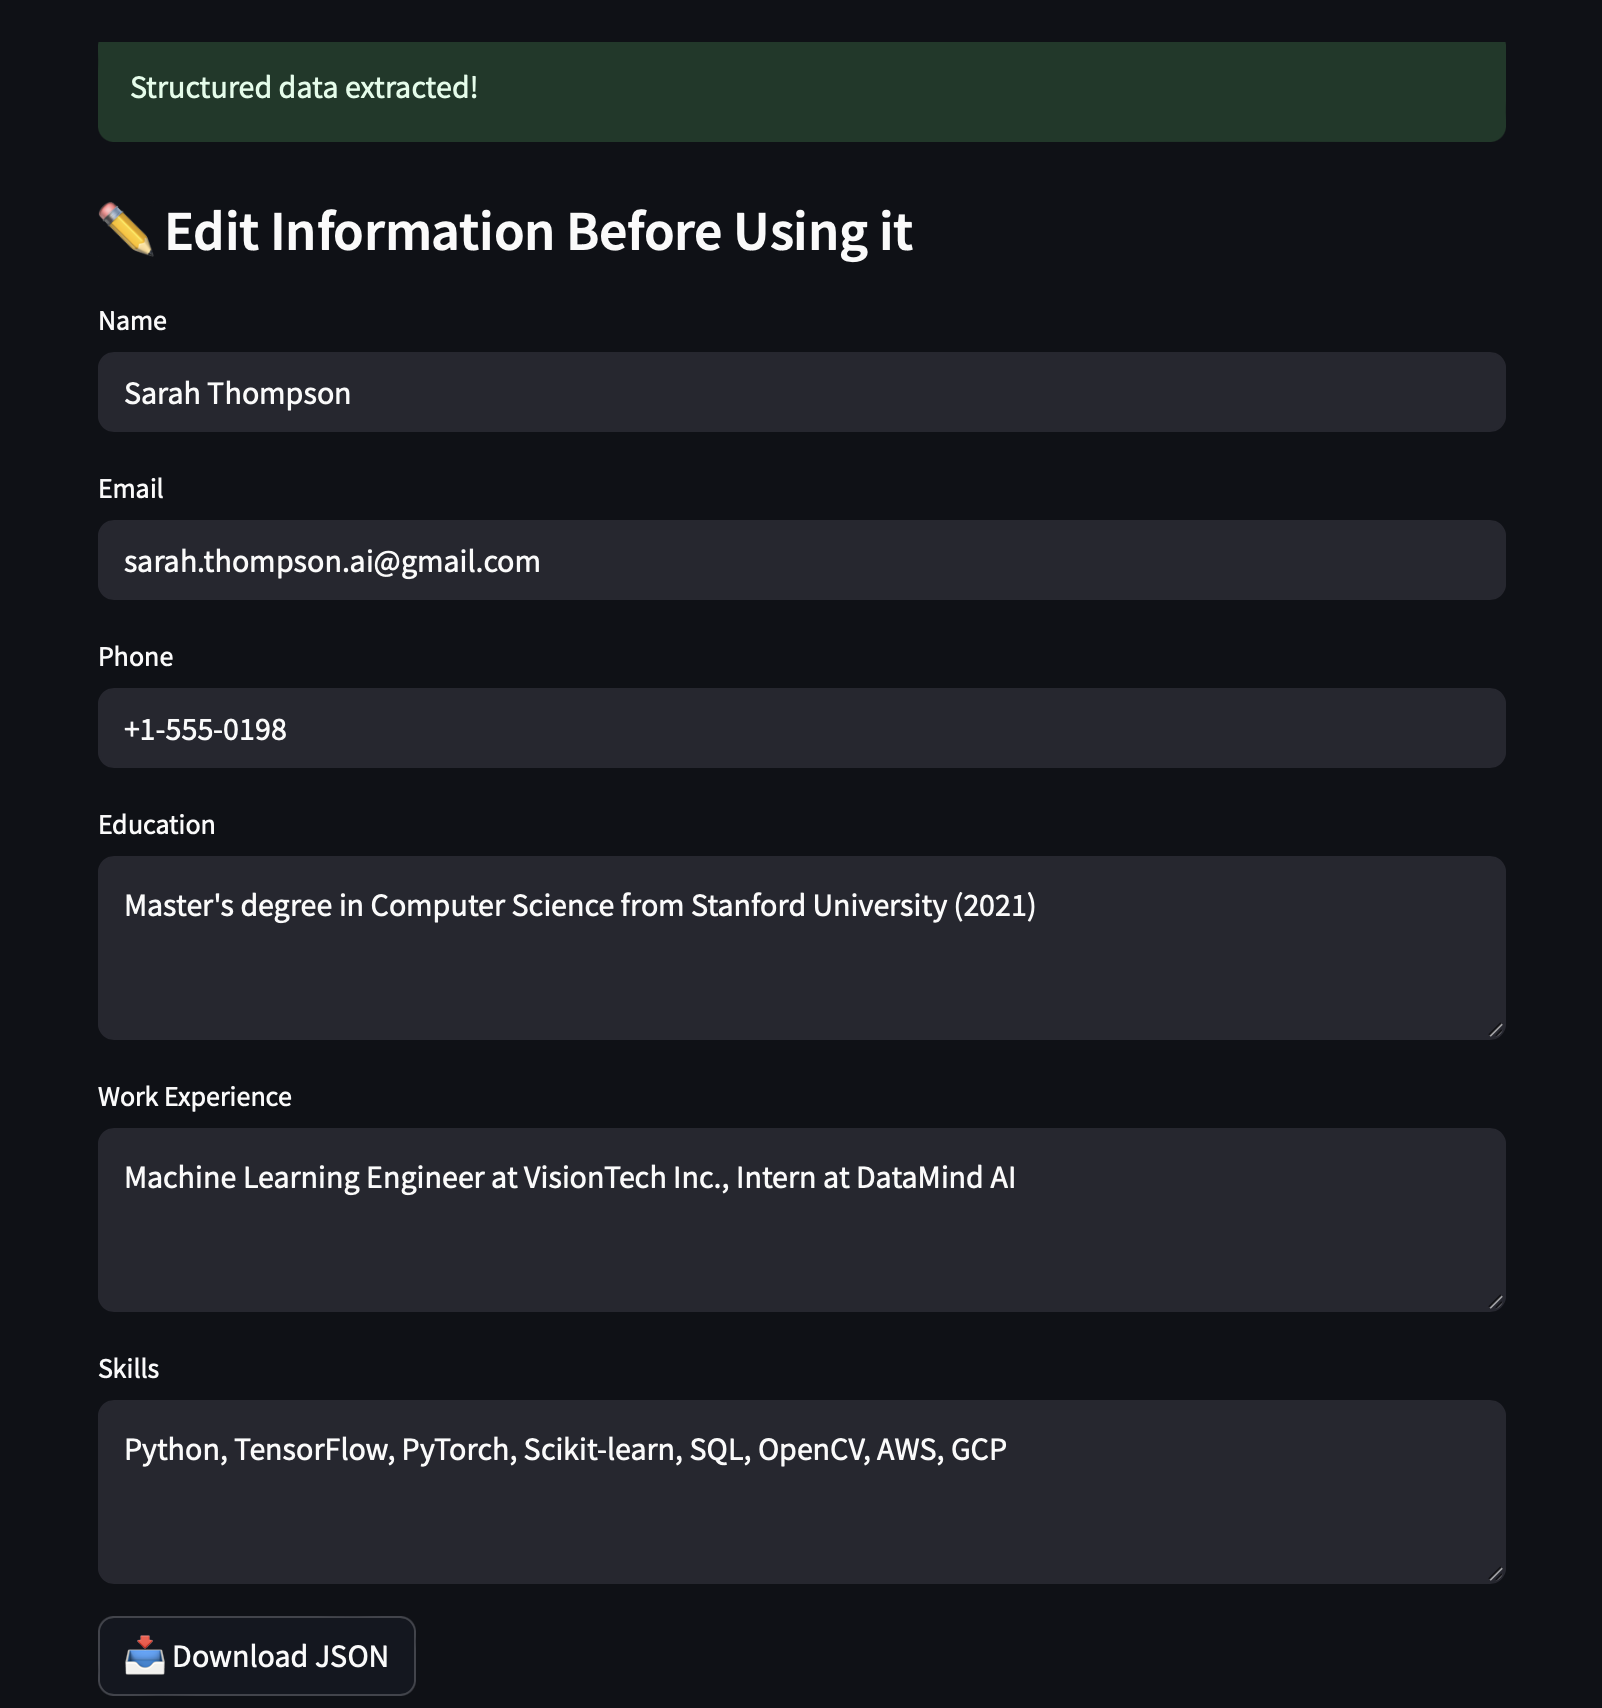 Structured data extracted!
Edit Information Before Using it
Name
Sarah Thompson
Email
sarah.thompson.ai@gmail.com
Phone
+1-555-0198
Education
Master's degree in Computer Science from Stanford University (2021)
Work Experience
Machine Learning Engineer at VisionTech Inc., Intern at DataMind AI
Skills
Python, TensorFlow, PyTorch, Scikit-learn, SQL, OpenCV, AWS, GCP
Download JSON